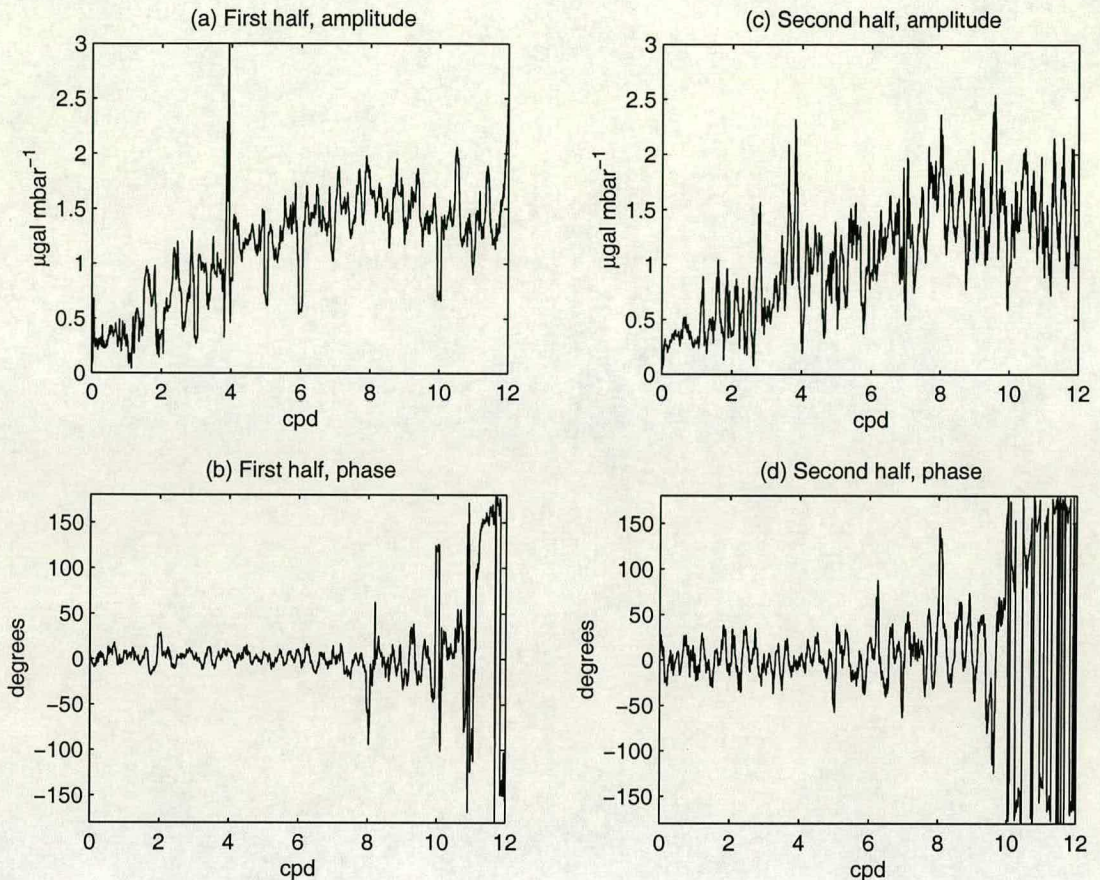 (a) First half, amplitude
3
2.5
2
1.5
1
0.5
0
µgal mbar⁻¹
0 2 4 6 8 10 12
cpd
(c) Second half, amplitude
3
2.5
2
1.5
1
0.5
0
µgal mbar⁻¹
0 2 4 6 8 10 12
cpd
(b) First half, phase
150
100
50
0
−50
−100
−150
degrees
0 2 4 6 8 10 12
cpd
(d) Second half, phase
150
100
50
0
−50
−100
−150
degrees
0 2 4 6 8 10 12
cpd